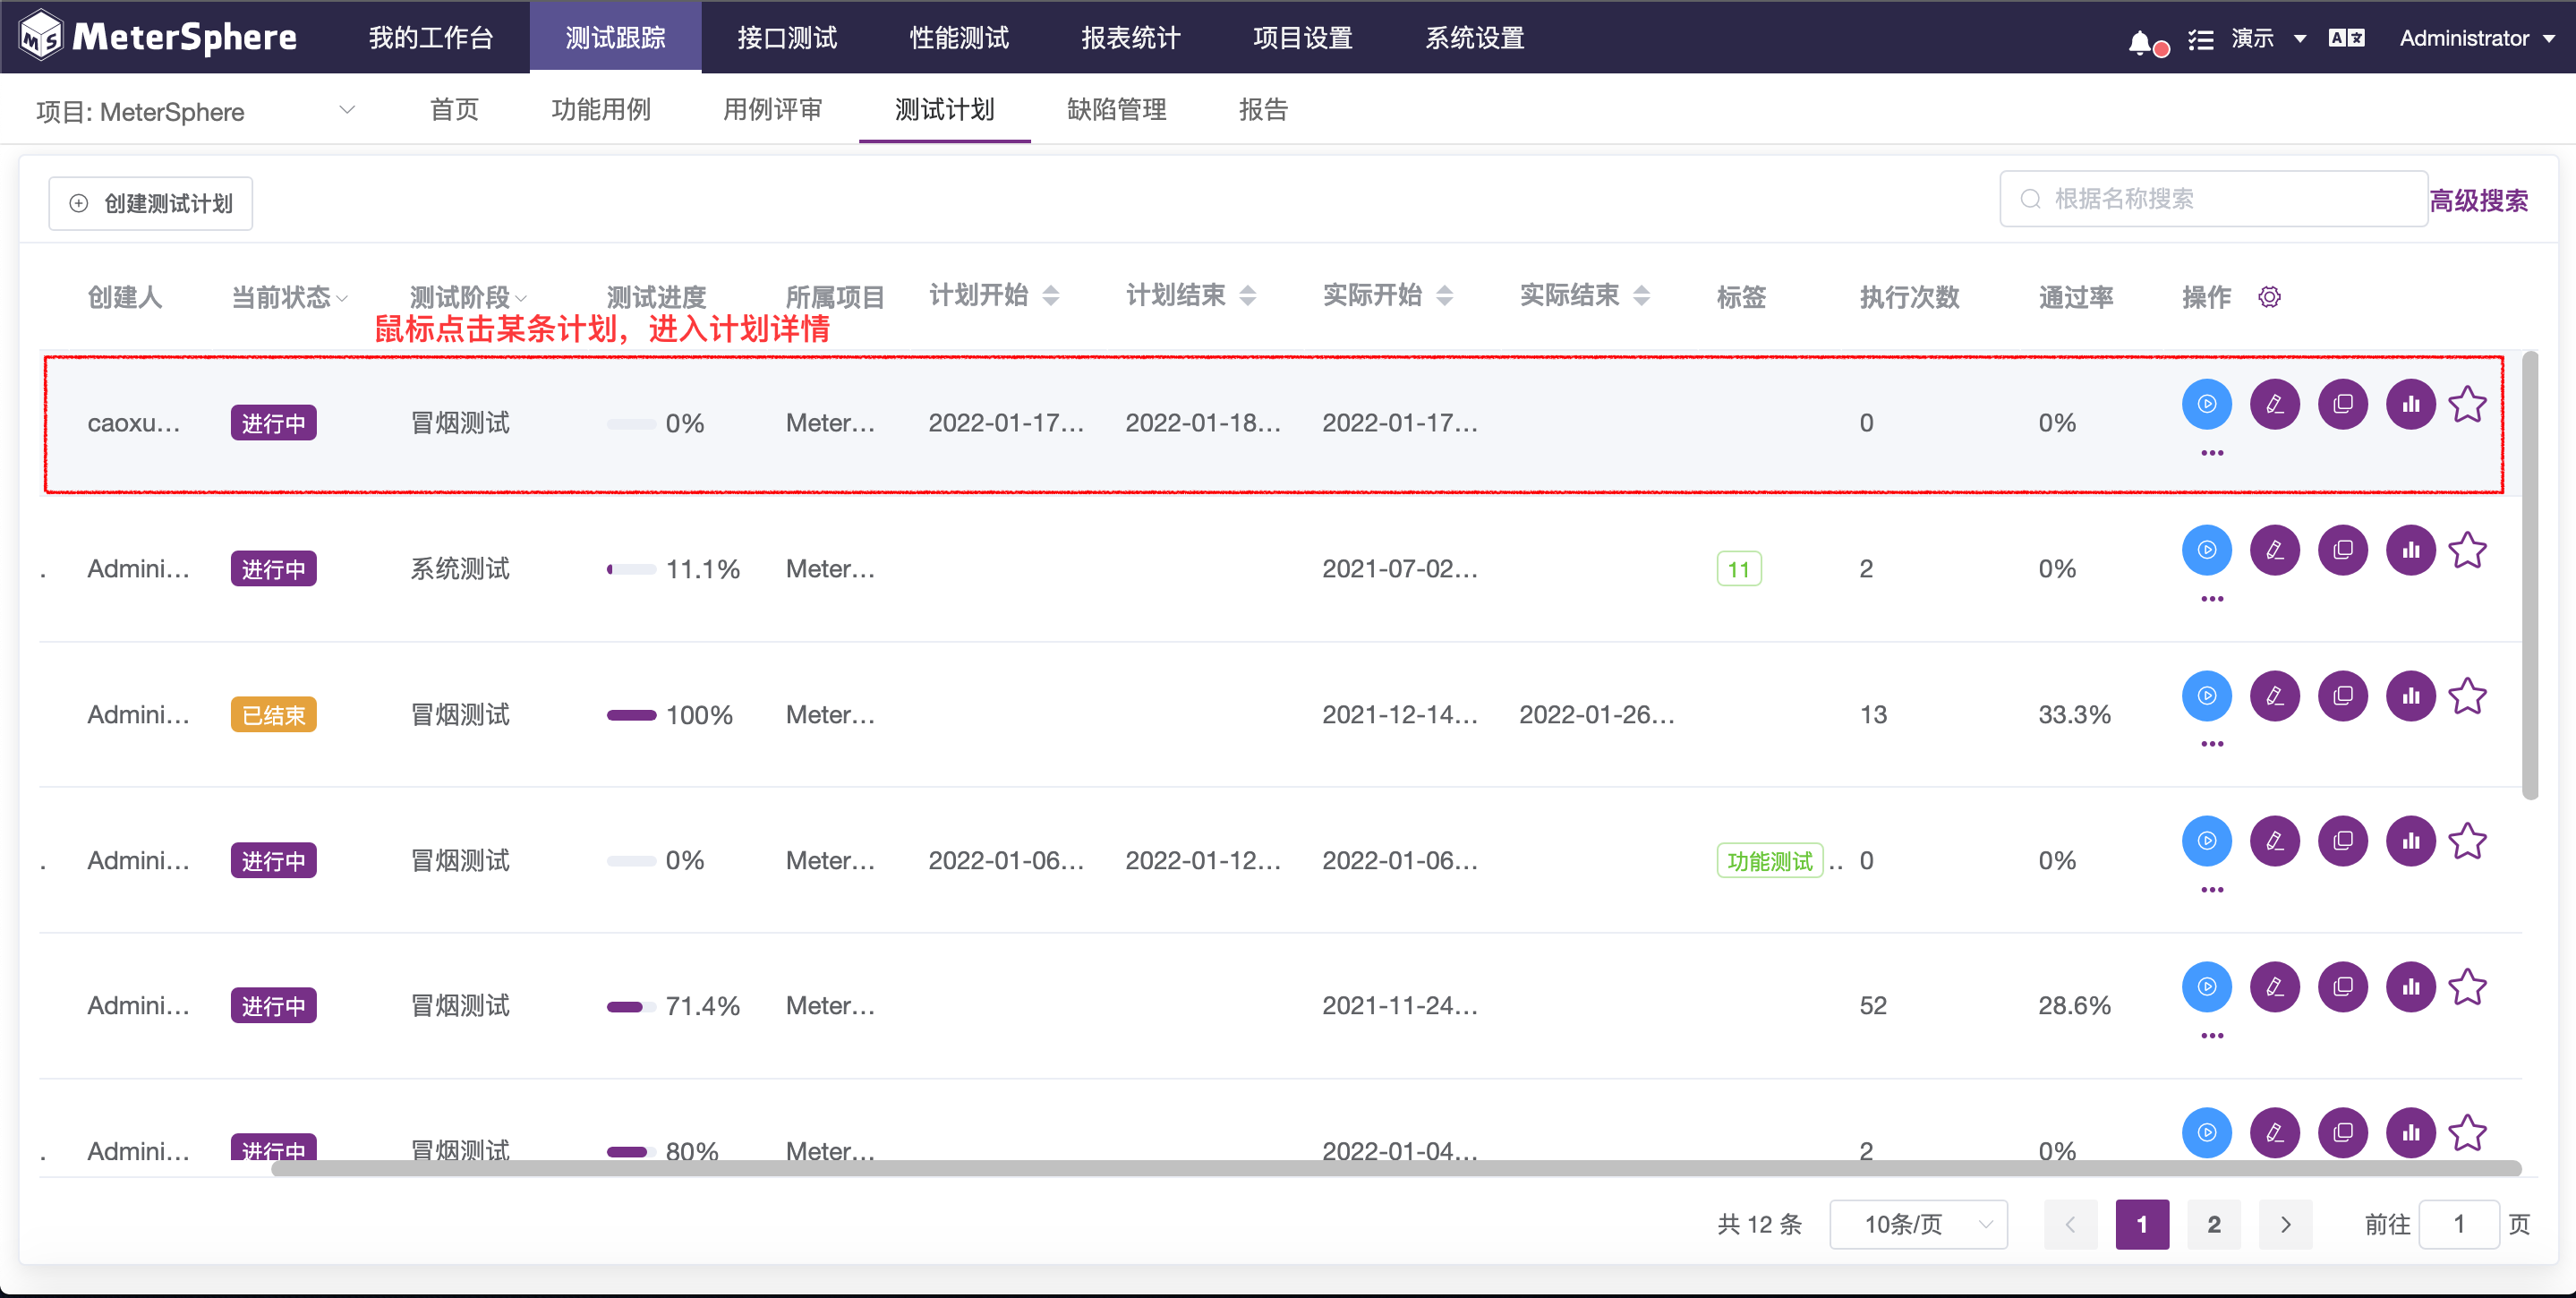 MeterSphere 我的工作台 测试跟踪 接口测试 性能测试 报表统计 项目设置 系统设置 演示 Administrator
项目: MeterSphere 首页 功能用例 用例评审 测试计划 缺陷管理 报告
创建测试计划 根据名称搜索 高级搜索
创建人 当前状态 测试阶段 测试进度 所属项目 计划开始 计划结束 实际开始 实际结束 标签 执行次数 通过率 操作
鼠标点击某条计划，进入计划详情
caoxu... 进行中 冒烟测试 0% Meter... 2022-01-17... 2022-01-18... 2022-01-17... 0 0%
. Admini... 进行中 系统测试 11.1% Meter... 2021-07-02... 11 2 0%
Admini... 已结束 冒烟测试 100% Meter... 2021-12-14... 2022-01-26... 13 33.3%
. Admini... 进行中 冒烟测试 0% Meter... 2022-01-06... 2022-01-12... 2022-01-06... 功能测试 .. 0 0%
Admini... 进行中 冒烟测试 71.4% Meter... 2021-11-24... 52 28.6%
. Admini... 进行中 冒烟测试 80% Meter... 2022-01-04... 2 0%
共 12 条 10条/页 1 2 前往 1 页